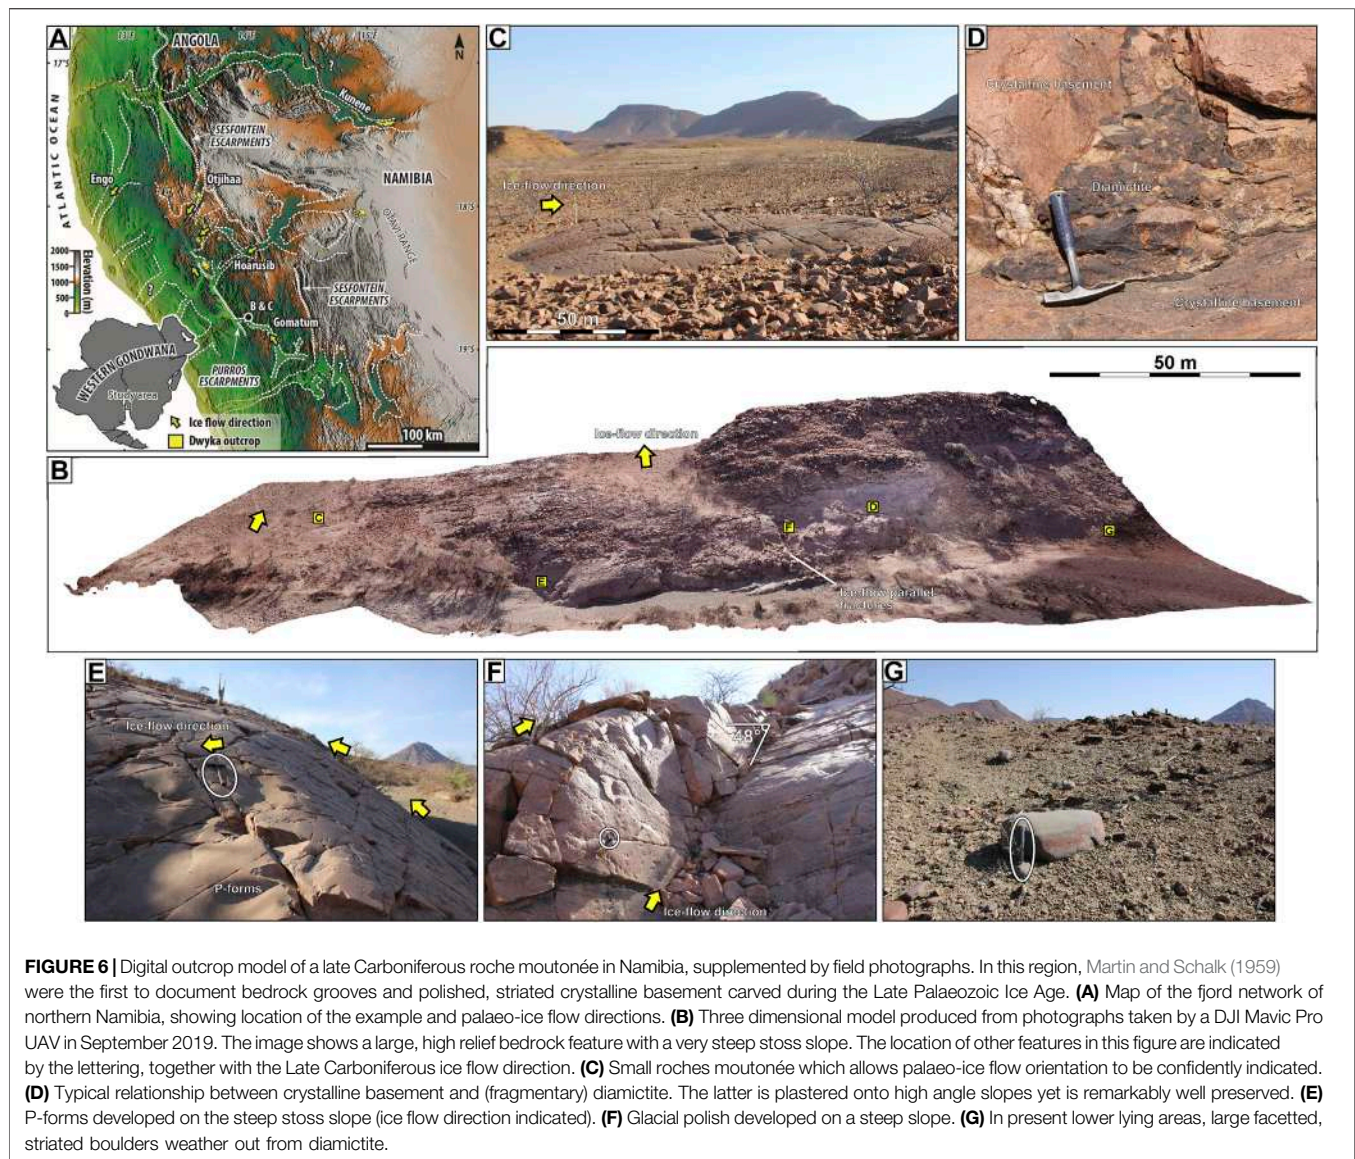 A
13°E
14°E
15°E
ANGOLA
N
17°S
?
Kunene
ATLANTIC OCEAN
SESFONTEIN
ESCARPMENTS
Engo
Otjihaa
NAMIBIA
18°S
OTAVI RANGE
2000
1500
1000
500
0
Elevation (m)
Hoarusib
?
SESFONTEIN
ESCARPMENTS
B & C
Gomatum
19°S
?
?
PURROS
ESCARPMENTS
WESTERN GONDWANA
Study area
Ice flow direction
Dwyka outcrop
100 km
C
Ice-flow direction
50 m
D
Crystalline basement
Diamictite
Crystalline basement
B
50 m
Ice-flow direction
C
D
F
G
E
Ice-flow parallel
fractures
E
Ice-flow direction
P-forms
F
48°
Ice-flow direction
G
FIGURE 6 | Digital outcrop model of a late Carboniferous roche moutonée in Namibia, supplemented by field photographs. In this region, Martin and Schalk (1959)
were the first to document bedrock grooves and polished, striated crystalline basement carved during the Late Palaeozoic Ice Age. (A) Map of the fjord network of
northern Namibia, showing location of the example and palaeo-ice flow directions. (B) Three dimensional model produced from photographs taken by a DJI Mavic Pro
UAV in September 2019. The image shows a large, high relief bedrock feature with a very steep stoss slope. The location of other features in this figure are indicated
by the lettering, together with the Late Carboniferous ice flow direction. (C) Small roches moutonée which allows palaeo-ice flow orientation to be confidently indicated.
(D) Typical relationship between crystalline basement and (fragmentary) diamictite. The latter is plastered onto high angle slopes yet is remarkably well preserved. (E)
P-forms developed on the steep stoss slope (ice flow direction indicated). (F) Glacial polish developed on a steep slope. (G) In present lower lying areas, large facetted,
striated boulders weather out from diamictite.